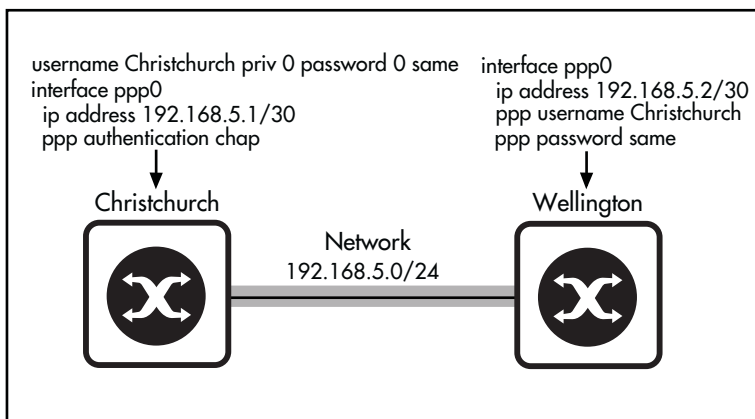 username Christchurch priv 0 password 0 same
interface ppp0
ip address 192.168.5.1/30
ppp authentication chap
interface ppp0
ip address 192.168.5.2/30
ppp username Christchurch
ppp password same
Christchurch
Wellington
Network
192.168.5.0/24